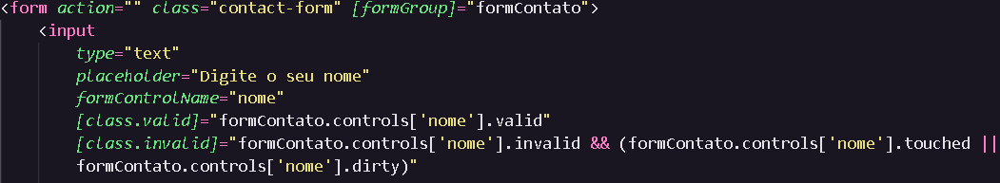 <form action="" class="contact-form" [formGroup]="formContato">
<input
type="text"
placeholder="Digite o seu nome"
formControlName="nome"
[class.valid]="formContato.controls['nome'].valid"
[class.invalid]="formContato.controls['nome'].invalid && (formContato.controls['nome'].touched ||
formContato.controls['nome'].dirty)"